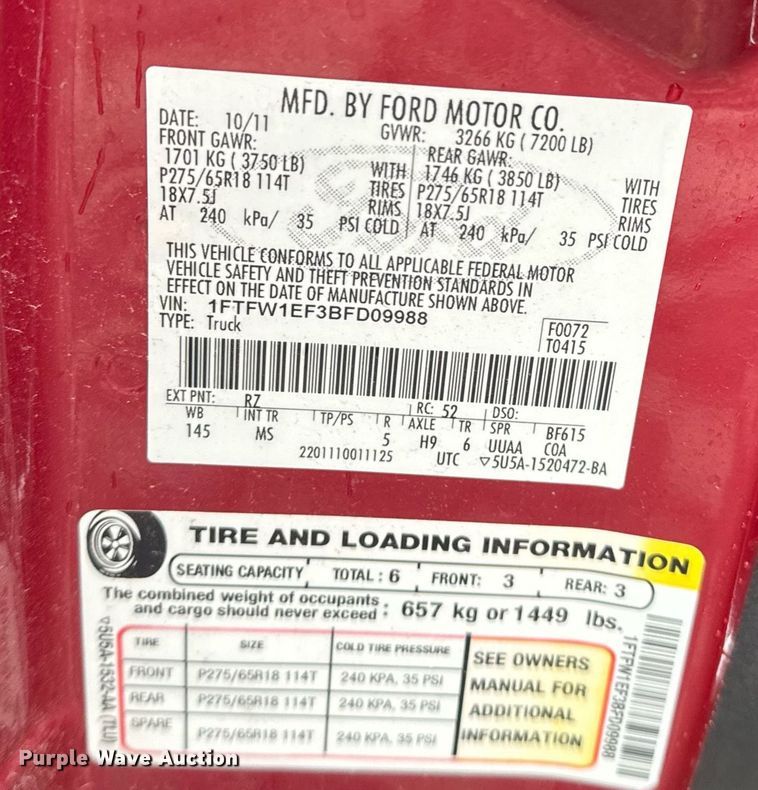 MFD. BY FORD MOTOR CO.
DATE: 10/11 GVWR: 3266 KG ( 7200 LB)
FRONT GAWR: REAR GAWR:
1701 KG ( 3750 LB) WITH 1746 KG ( 3850 LB) WITH
P275/65R18 114T TIRES P275/65R18 114T TIRES
18X7.5J RIMS 18X7.5J RIMS
AT 240 kPa/ 35 PSI COLD AT 240 kPa/ 35 PSI COLD
Ford
THIS VEHICLE CONFORMS TO ALL APPLICABLE FEDERAL MOTOR
VEHICLE SAFETY AND THEFT PREVENTION STANDARDS IN
EFFECT ON THE DATE OF MANUFACTURE SHOWN ABOVE.
VIN: 1FTFW1EF3BFD09988
TYPE: Truck
F0072
T0415
EXT PNT: RZ RC: 52 DSO:
WB INT TR TP/PS R AXLE TR SPR BF615
145 MS 5 H9 6 UUAA COA
2201110011125 UTC ▽5U5A-1520472-BA
TIRE AND LOADING INFORMATION
SEATING CAPACITY TOTAL : 6 FRONT: 3 REAR: 3
The combined weight of occupants
and cargo should never exceed : 657 kg or 1449 lbs.
TIRE SIZE COLD TIRE PRESSURE
FRONT P275/65R18 114T 240 KPA, 35 PSI
REAR P275/65R18 114T 240 KPA, 35 PSI
SPARE P275/65R18 114T 240 KPA, 35 PSI
SEE OWNERS
MANUAL FOR
ADDITIONAL
INFORMATION
▽5U5A-1532-AA (7LU)
1FTFW1EF3BFD09988
Purple Wave Auction